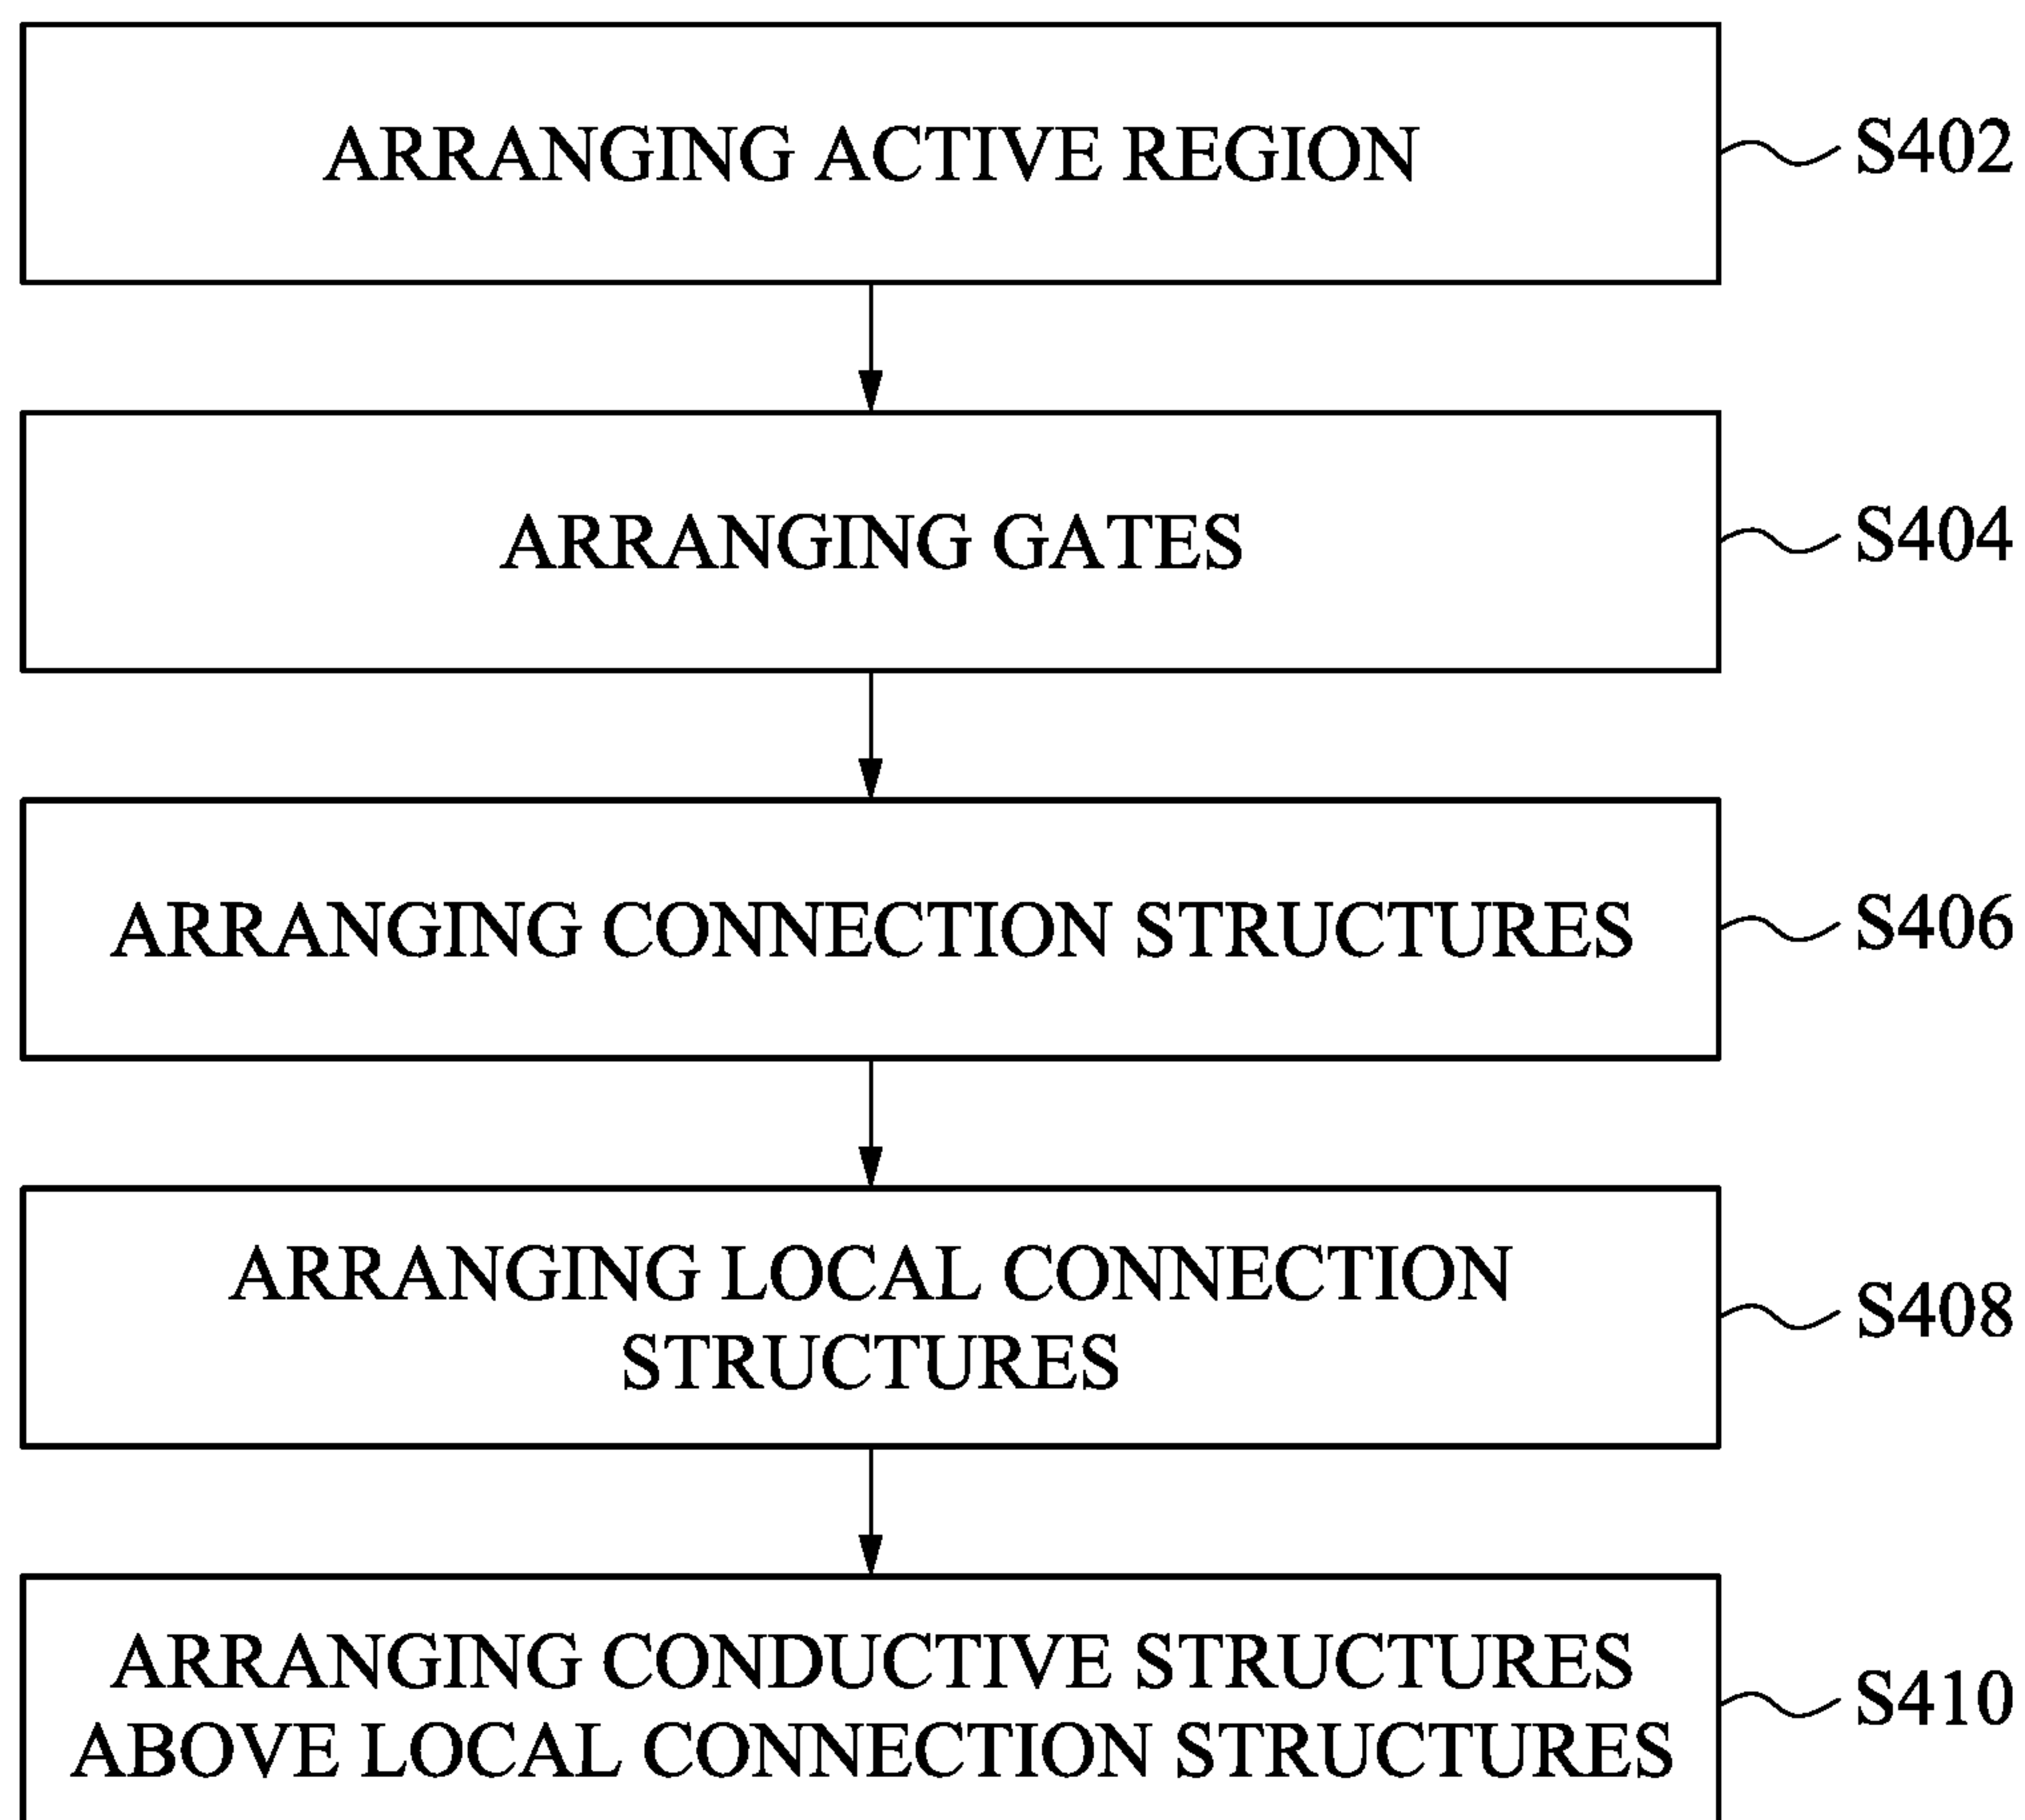 ARRANGING ACTIVE REGION
S402
ARRANGING GATES
S404
ARRANGING CONNECTION STRUCTURES
S406
ARRANGING LOCAL CONNECTION
STRUCTURES
S408
ARRANGING CONDUCTIVE STRUCTURES
ABOVE LOCAL CONNECTION STRUCTURES
S410